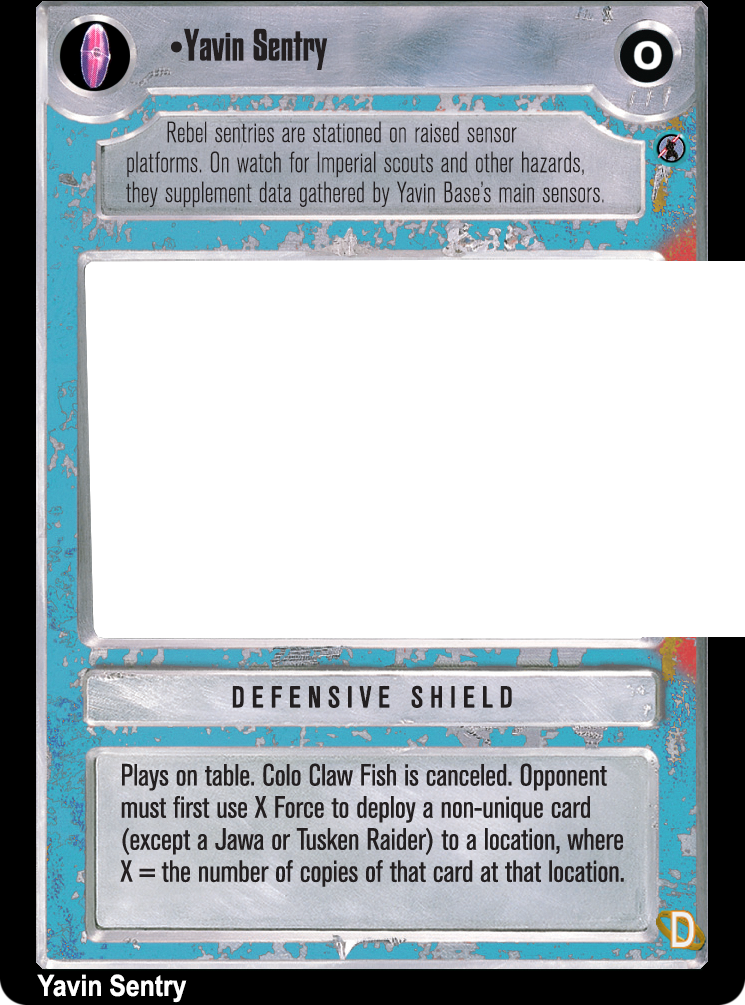 •Yavin Sentry
O
Rebel sentries are stationed on raised sensor
platforms. On watch for Imperial scouts and other hazards,
they supplement data gathered by Yavin Base's main sensors.
DEFENSIVE SHIELD
Plays on table. Colo Claw Fish is canceled. Opponent
must first use X Force to deploy a non-unique card
(except a Jawa or Tusken Raider) to a location, where
X = the number of copies of that card at that location.
D
Yavin Sentry